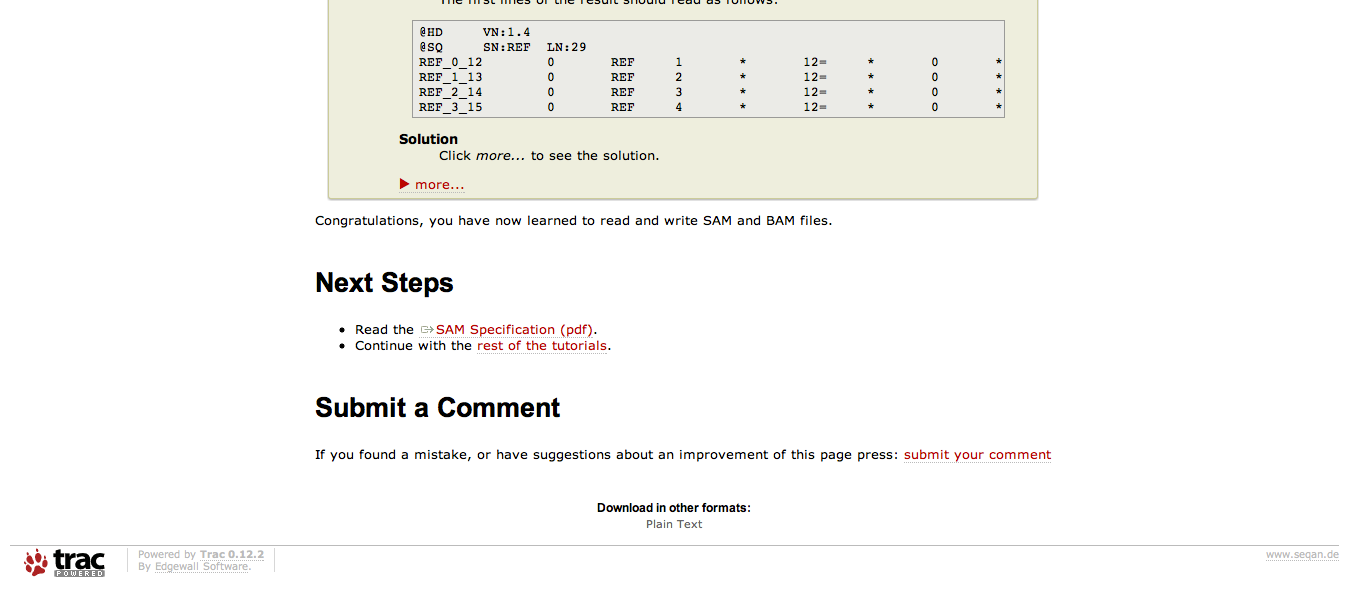 The first lines of the result should read as follows:
@HD VN:1.4
@SQ SN:REF LN:29
REF_0_12 0 REF 1 * 12= * 0 *
REF_1_13 0 REF 2 * 12= * 0 *
REF_2_14 0 REF 3 * 12= * 0 *
REF_3_15 0 REF 4 * 12= * 0 *
Solution
Click more... to see the solution.
more...
Congratulations, you have now learned to read and write SAM and BAM files.
Next Steps
Read the SAM Specification (pdf).
Continue with the rest of the tutorials.
Submit a Comment
If you found a mistake, or have suggestions about an improvement of this page press: submit your comment
Download in other formats:
Plain Text
trac
POWERED
Powered by Trac 0.12.2
By Edgewall Software.
www.seqan.de